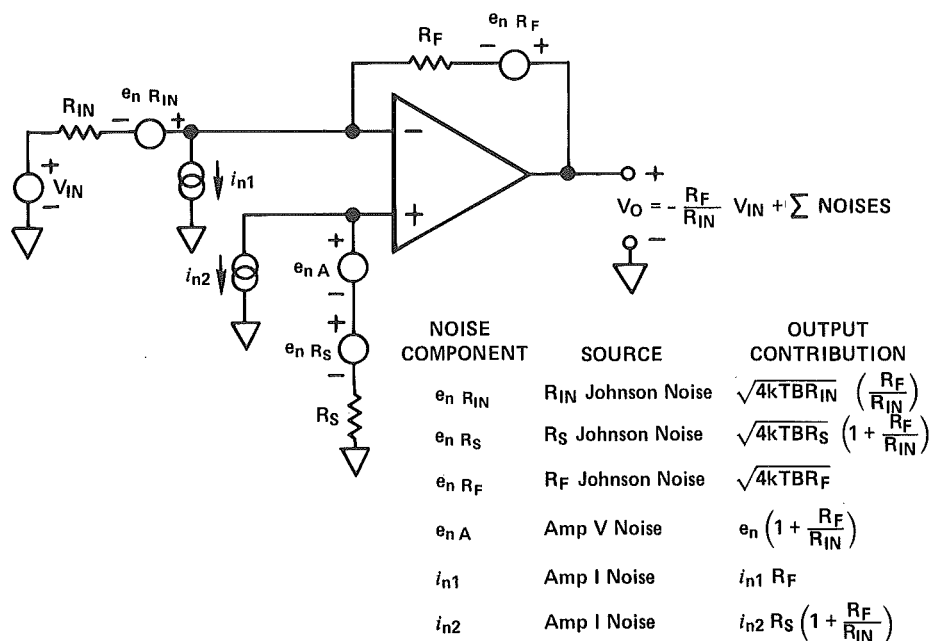 e_n R_F
R_F
− +
R_IN
e_n R_IN
− +
−
+
V_IN
−
i_n1
+
+
V_O = - R_F/R_IN V_IN + ∑ NOISES
−
i_n2
+
e_n A
−
+
e_n R_S
−
R_S
NOISE COMPONENT SOURCE OUTPUT CONTRIBUTION
e_n R_IN R_IN Johnson Noise √4kTBR_IN (R_F/R_IN)
e_n R_S R_S Johnson Noise √4kTBR_S (1 + R_F/R_IN)
e_n R_F R_F Johnson Noise √4kTBR_F
e_n A Amp V Noise e_n (1 + R_F/R_IN)
i_n1 Amp I Noise i_n1 R_F
i_n2 Amp I Noise i_n2 R_S (1 + R_F/R_IN)